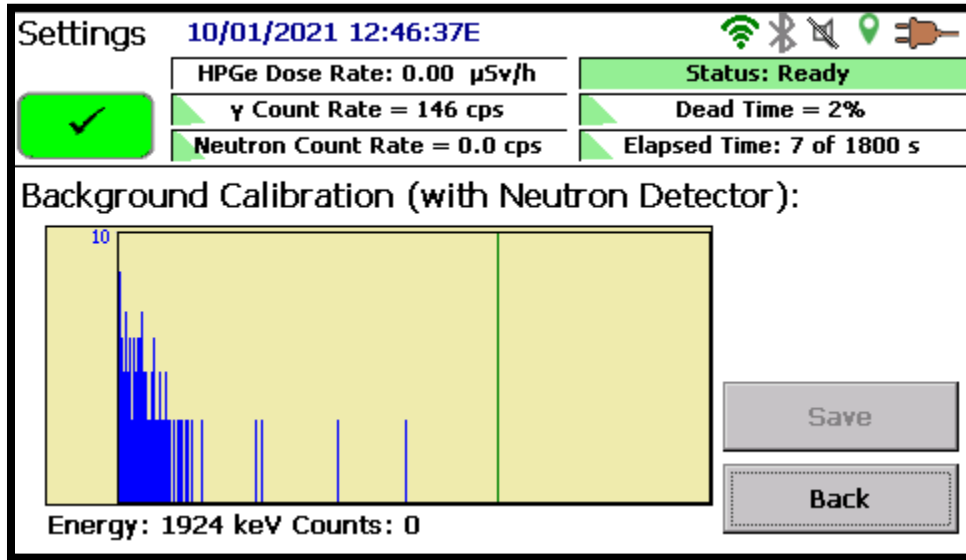 Settings 10/01/2021 12:46:37E
HPGe Dose Rate: 0.00 µSv/h
Status: Ready
γ Count Rate = 146 cps
Dead Time = 2%
Neutron Count Rate = 0.0 cps
Elapsed Time: 7 of 1800 s
Background Calibration (with Neutron Detector):
10
Energy: 1924 keV Counts: 0
Save
Back